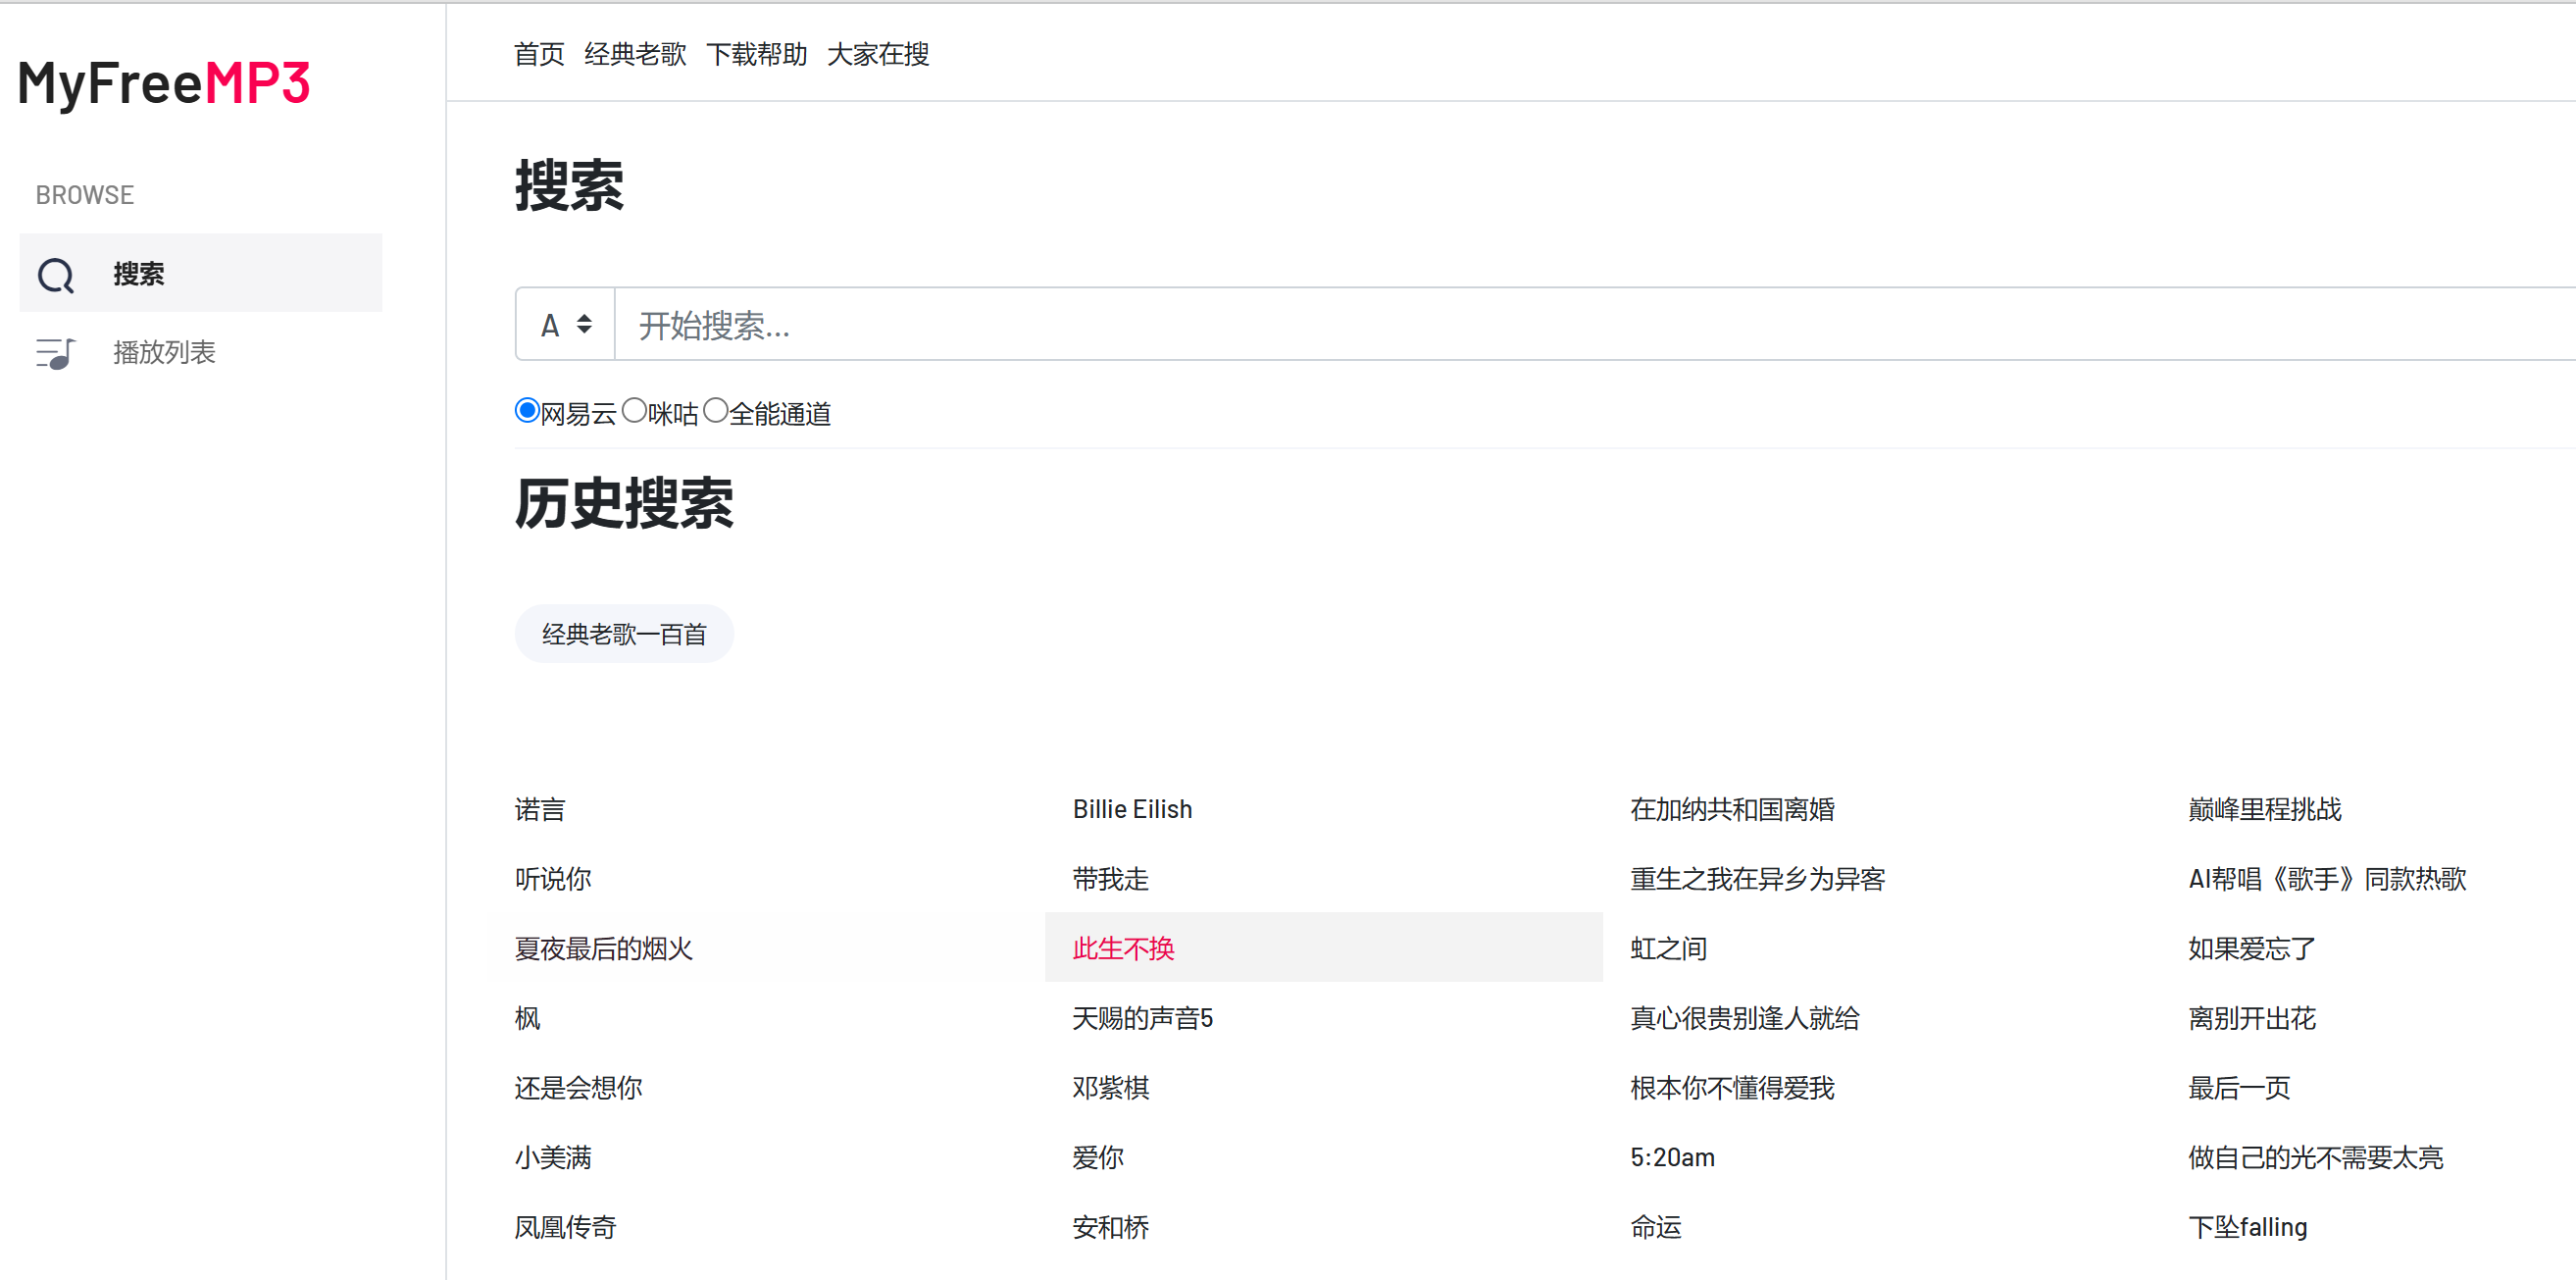 MyFreeMP3
BROWSE
搜索
播放列表
首页 经典老歌 下载帮助 大家在搜
搜索
A 开始搜索...
网易云 咪咕 全能通道
历史搜索
经典老歌一百首
诺言 Billie Eilish 在加纳共和国离婚 巅峰里程挑战
听说你 带我走 重生之我在异乡为异客 AI帮唱《歌手》同款热歌
夏夜最后的烟火 此生不换 虹之间 如果爱忘了
枫 天赐的声音5 真心很贵别逢人就给 离别开出花
还是会想你 邓紫棋 根本你不懂得爱我 最后一页
小美满 爱你 5:20am 做自己的光不需要太亮
凤凰传奇 安和桥 命运 下坠falling